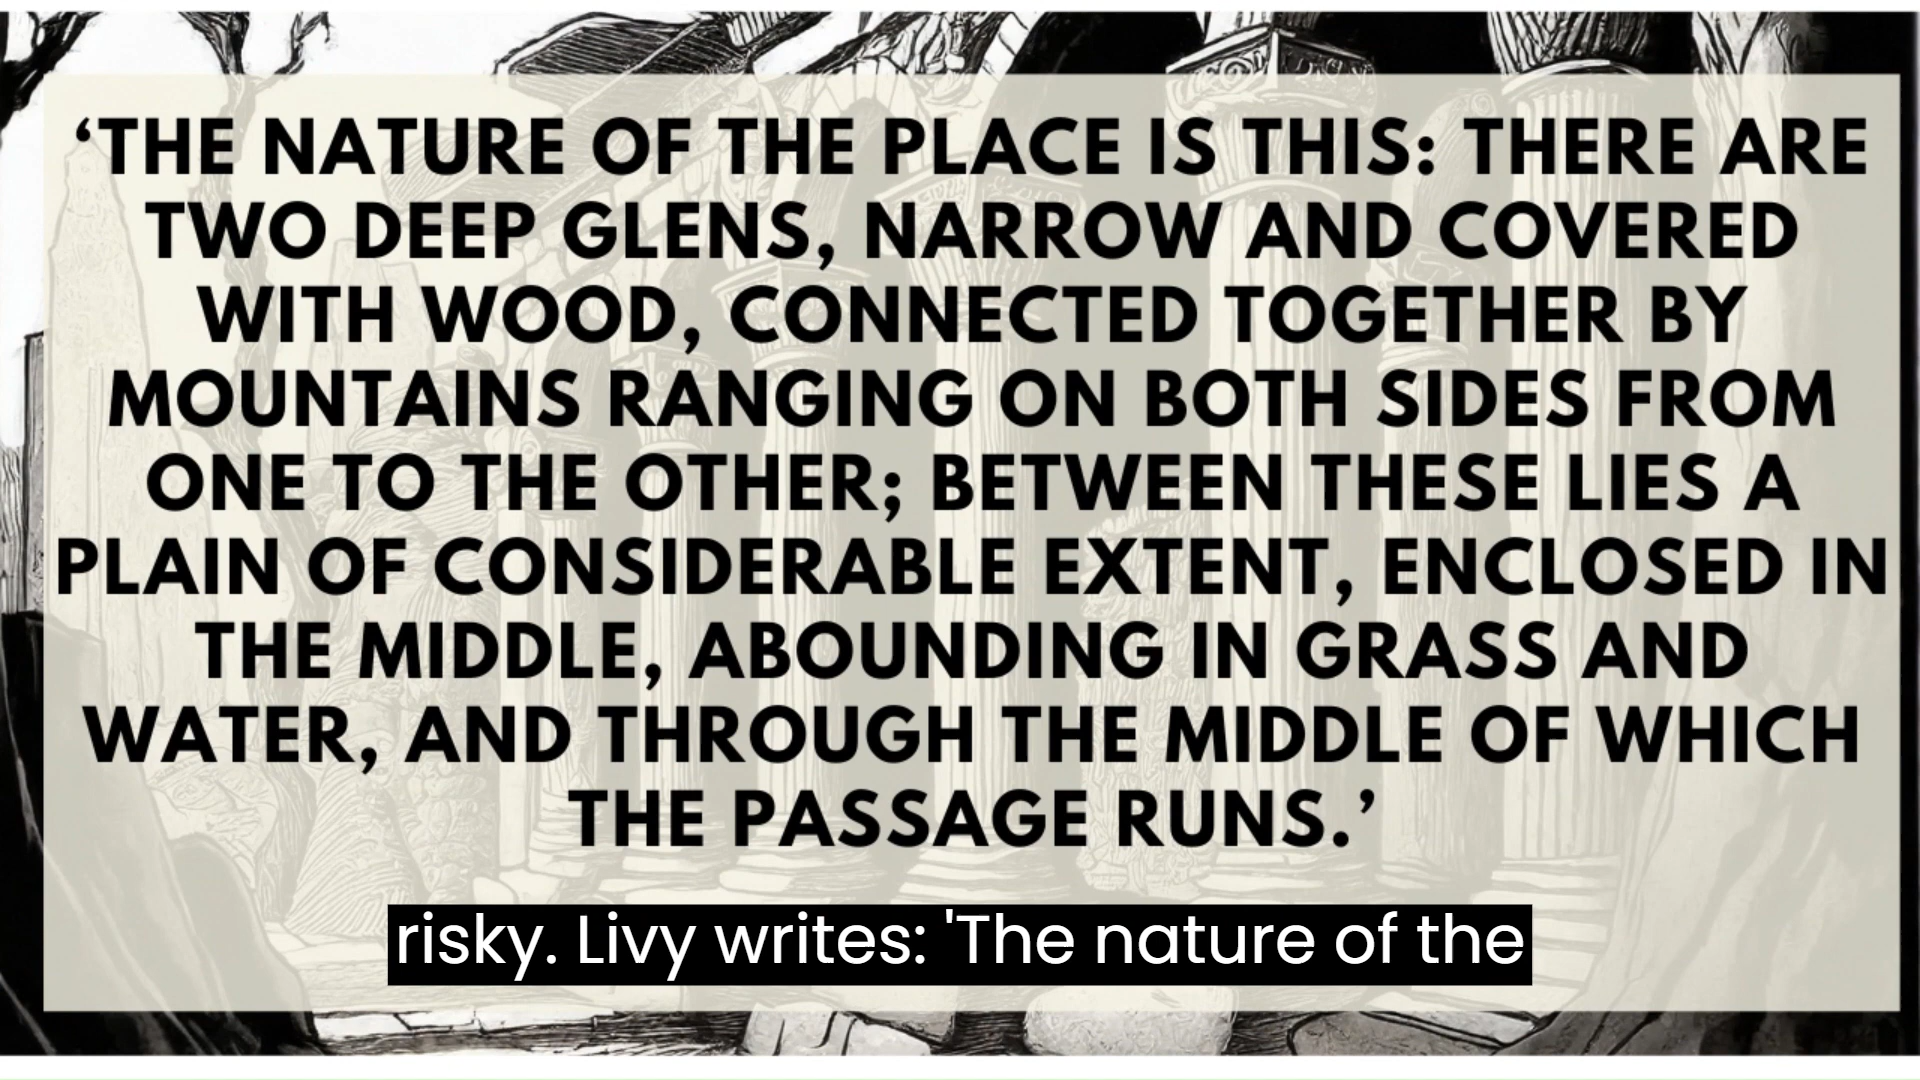 ‘THE NATURE OF THE PLACE IS THIS: THERE ARE
TWO DEEP GLENS, NARROW AND COVERED
WITH WOOD, CONNECTED TOGETHER BY
MOUNTAINS RANGING ON BOTH SIDES FROM
ONE TO THE OTHER; BETWEEN THESE LIES A
PLAIN OF CONSIDERABLE EXTENT, ENCLOSED IN
THE MIDDLE, ABOUNDING IN GRASS AND
WATER, AND THROUGH THE MIDDLE OF WHICH
THE PASSAGE RUNS.’
risky. Livy writes: 'The nature of the